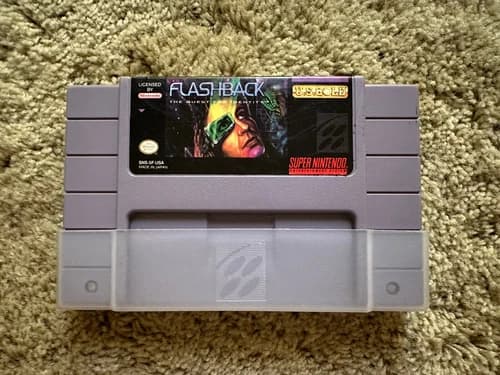 LICENSED
BY
Nintendo
FLASHBACK
THE QUEST FOR IDENTITY
U.S. GOLD
SNS-5F-USA
MADE IN JAPAN
SUPER NINTENDO